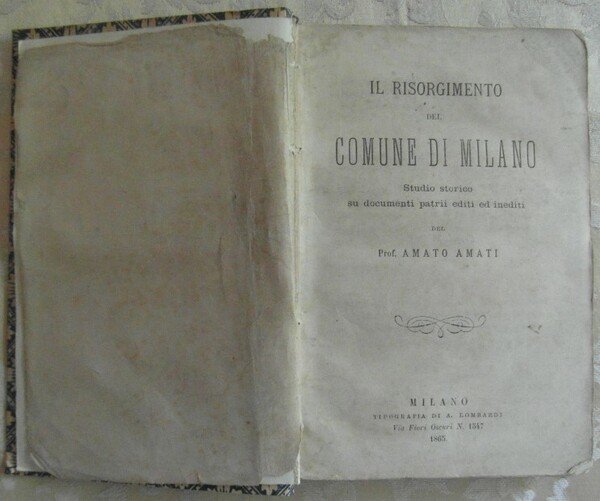 IL RISORGIMENTO
DEL
COMUNE DI MILANO
Studio storico
su documenti patrii editi ed inediti
DEL
Prof. AMATO AMATI
MILANO
TIPOGRAFIA DI A. LOMBARDI
Via Fiori Oscuri N. 1547
1865.